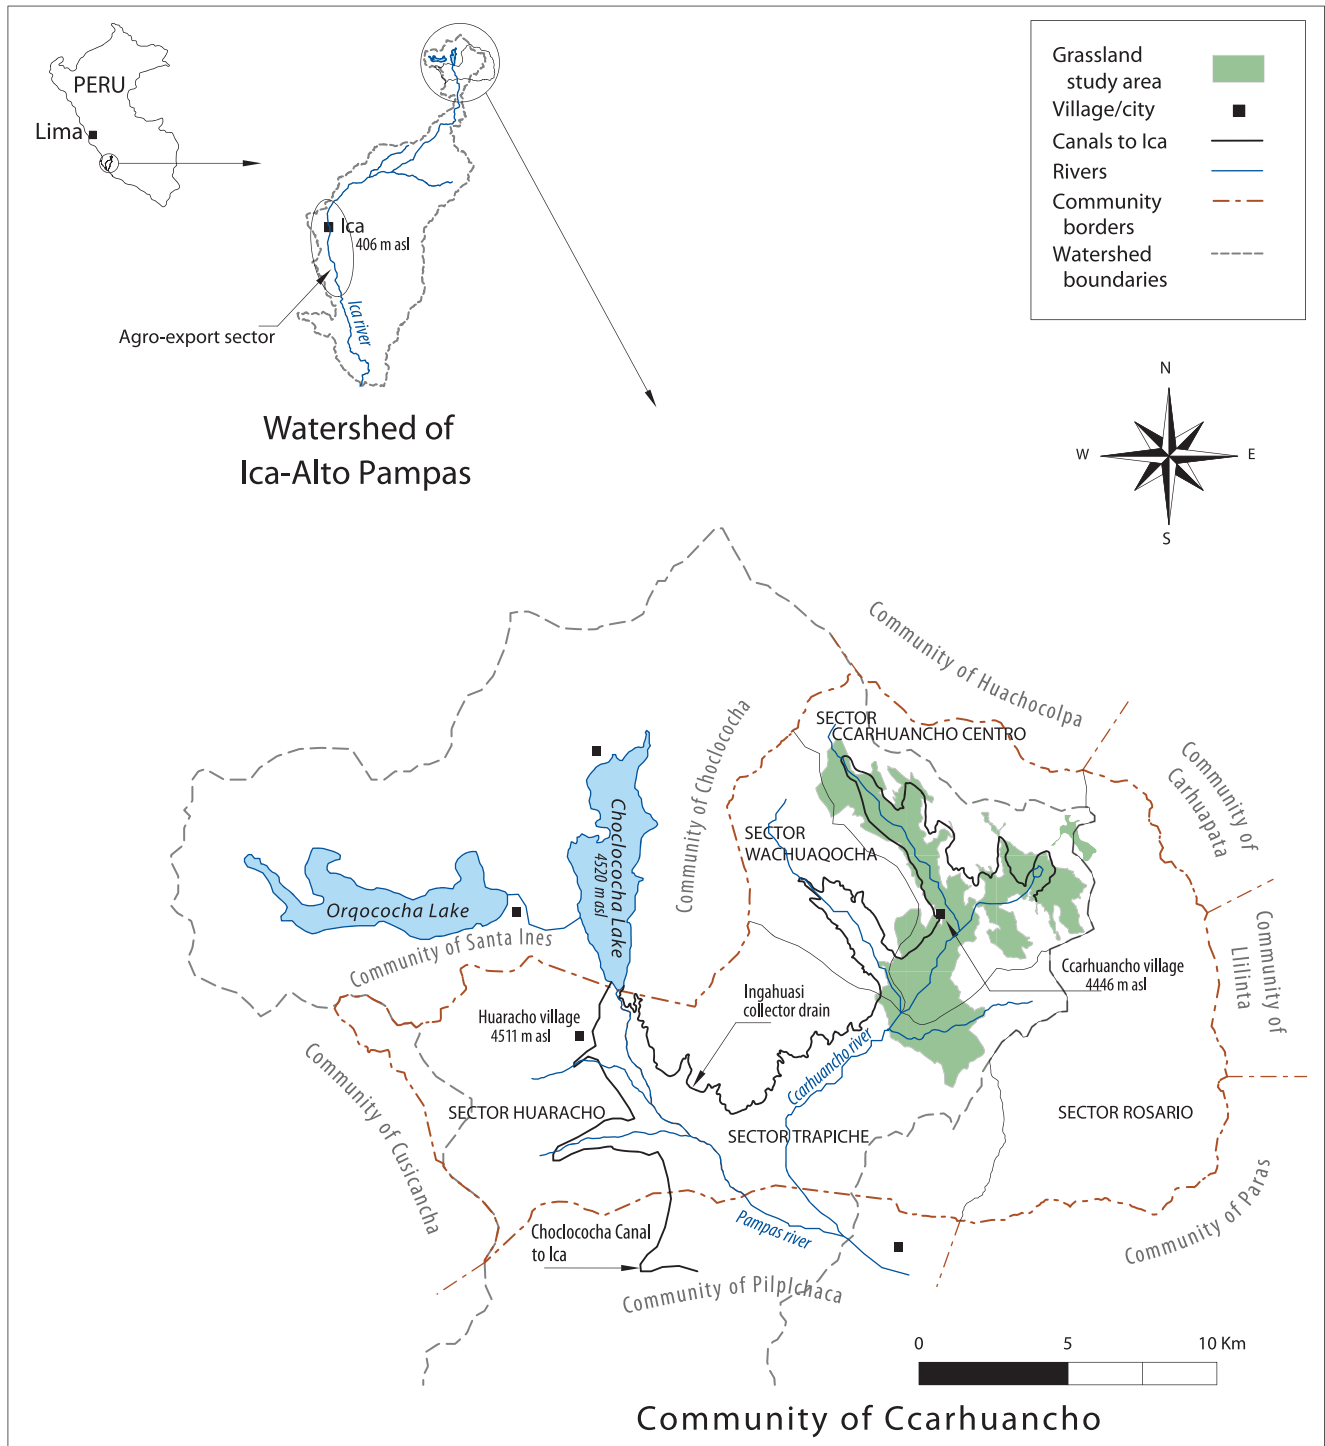 PERU
Lima
Ica
406 m asl
Ica river
Agro-export sector
Watershed of
Ica-Alto Pampas
Grassland
study area
Village/city
Canals to Ica
Rivers
Community
borders
Watershed
boundaries
N
W
E
S
Community of Huachocolpa
Community of
Carhuapata
Community of
Llilinta
Community of Paras
Community of Choclococha
SECTOR
CCARHUANCHO CENTRO
SECTOR
WACHUAQOCHA
Choclococha Lake
4520 m asl
Orqococha Lake
Community of Santa Ines
Ccarhuancho village
4446 m asl
Ingahuasi
collector drain
Huaracho village
4511 m asl
Ccarhuancho river
Community of Cusicancha
SECTOR HUARACHO
SECTOR TRAPICHE
SECTOR ROSARIO
Pampas river
Choclococha Canal
to Ica
Community of Pilplchaca
0 5 10 Km
Community of Ccarhuancho